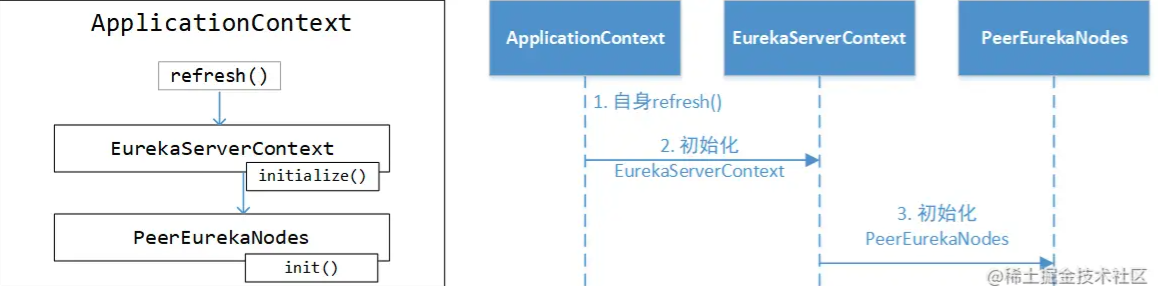 ApplicationContext
refresh()
EurekaServerContext
initialize()
PeerEurekaNodes
init()
ApplicationContext
EurekaServerContext
PeerEurekaNodes
1. 自身refresh()
2. 初始化
EurekaServerContext
3. 初始化
PeerEurekaNodes
@稀土掘金技术社区